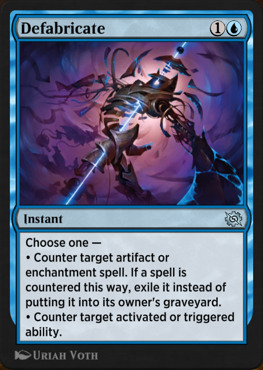 Defabricate 1
Instant
Choose one —
• Counter target artifact or
enchantment spell. If a spell is
countered this way, exile it instead of
putting it into its owner's graveyard.
• Counter target activated or triggered
ability.
Uriah Voth